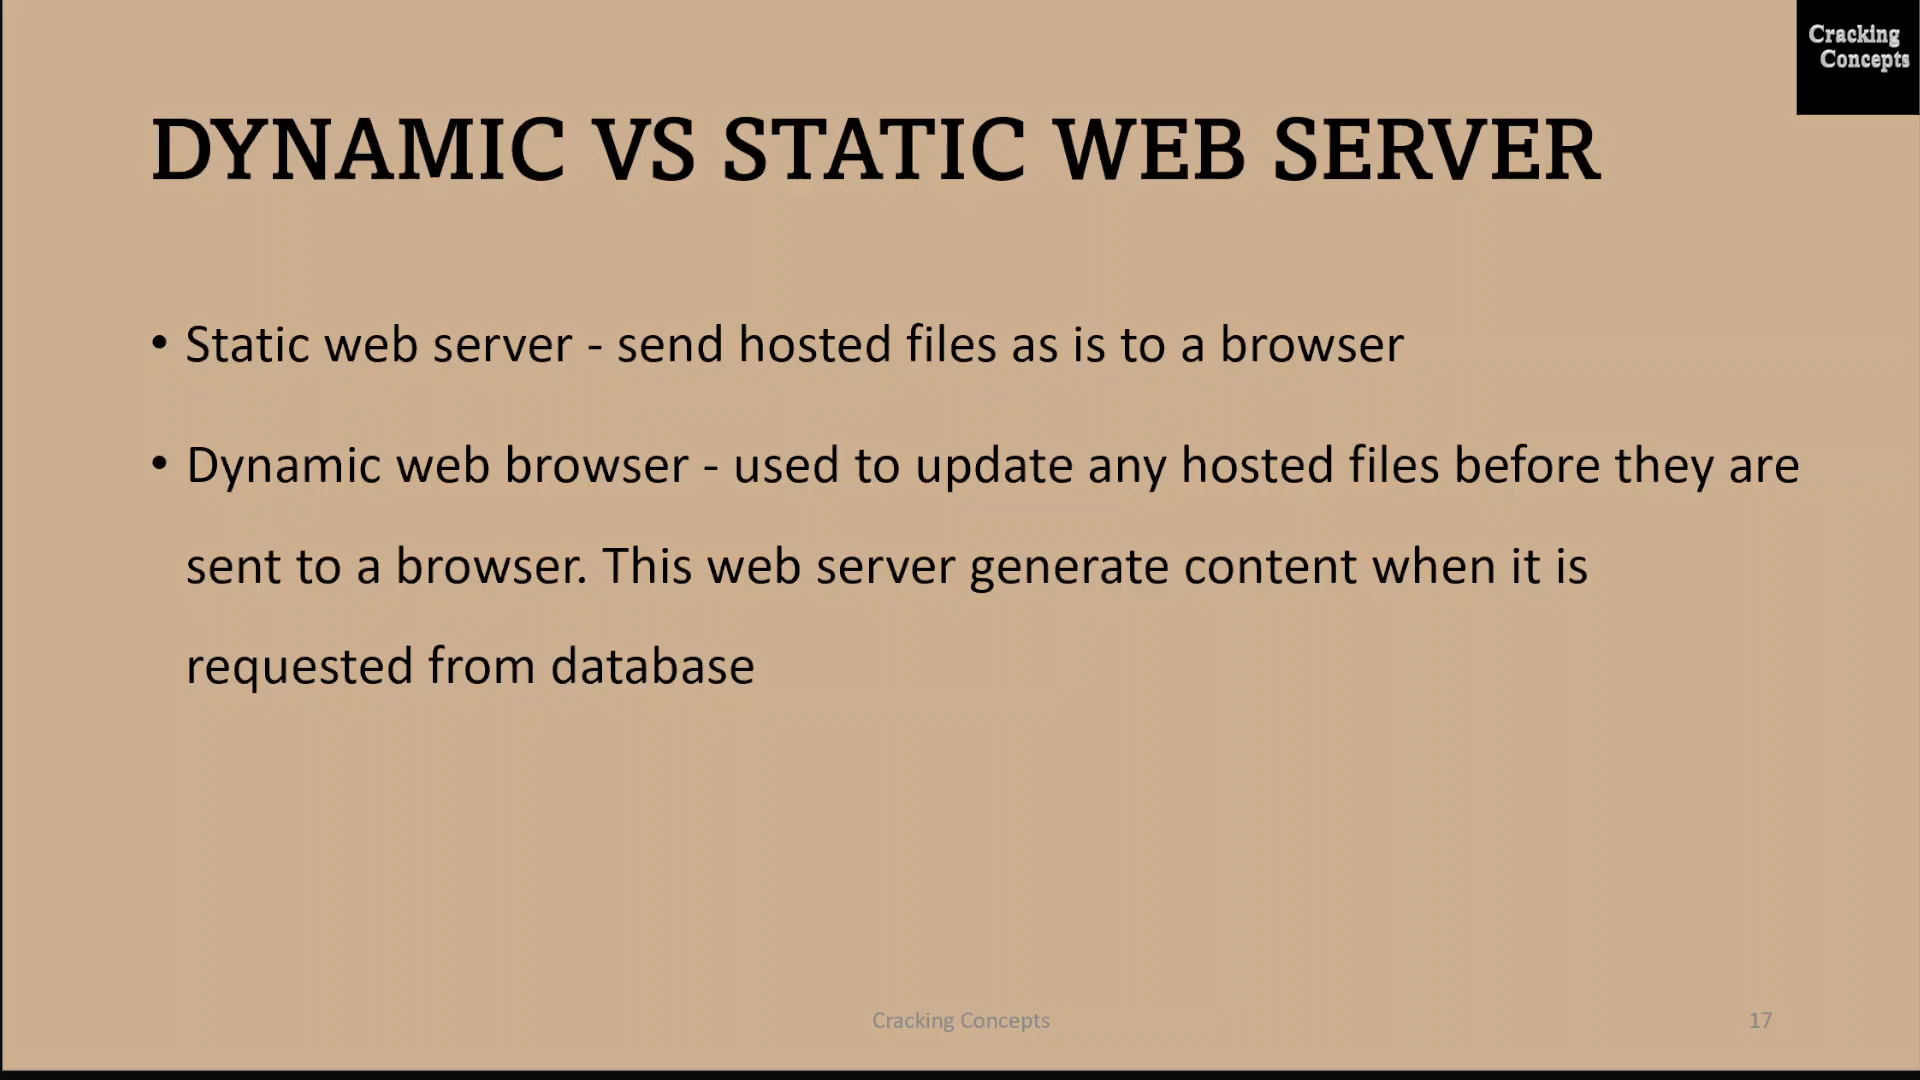 Cracking
Concepts
DYNAMIC VS STATIC WEB SERVER
• Static web server - send hosted files as is to a browser
• Dynamic web browser - used to update any hosted files before they are
sent to a browser. This web server generate content when it is
requested from database
Cracking Concepts
17